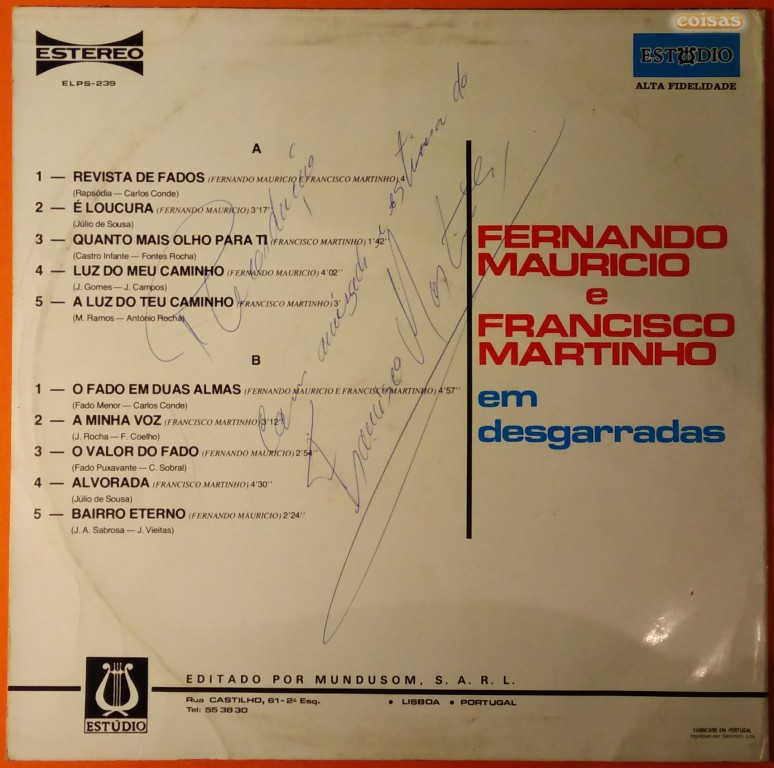 coisas
ESTEREO
ELPS-239
ESTÚDIO
ALTA FIDELIDADE
A
1 — REVISTA DE FADOS (FERNANDO MAURICIO E FRANCISCO MARTINHO) 4
(Rapsódia — Carlos Conde)
2 — É LOUCURA (FERNANDO MAURICIO) 3'17''
(Júlio de Sousa)
3 — QUANTO MAIS OLHO PARA TI (FRANCISCO MARTINHO) 1'42''
(Castro Infante — Fontes Rocha)
4 — LUZ DO MEU CAMINHO (FERNANDO MAURICIO) 4'02''
(J. Gomes — J. Campos)
5 — A LUZ DO TEU CAMINHO (FRANCISCO MARTINHO) 3'
(M. Ramos — António Rocha)
B
1 — O FADO EM DUAS ALMAS (FERNANDO MAURICIO E FRANCISCO MARTINHO) 4'57''
(Fado Menor — Carlos Conde)
2 — A MINHA VOZ (FRANCISCO MARTINHO) 3'12''
(J. Rocha — F. Coelho)
3 — O VALOR DO FADO (FERNANDO MAURICIO) 2'54''
(Fado Puxavante — C. Sobral)
4 — ALVORADA (FRANCISCO MARTINHO) 4'30''
(Júlio de Sousa)
5 — BAIRRO ETERNO (FERNANDO MAURICIO) 2'24''
(J. A. Sabrosa — J. Vieitas)
com amizade e estima do
Francisco Martinho
FERNANDO
MAURICIO
e
FRANCISCO
MARTINHO
em
desgarradas
ESTÚDIO
EDITADO POR MUNDUSOM, S. A. R. L.
Rua CASTILHO, 61-2º Esq. • LISBOA • PORTUGAL
Tel: 55 38 30
FABRICADO EM PORTUGAL